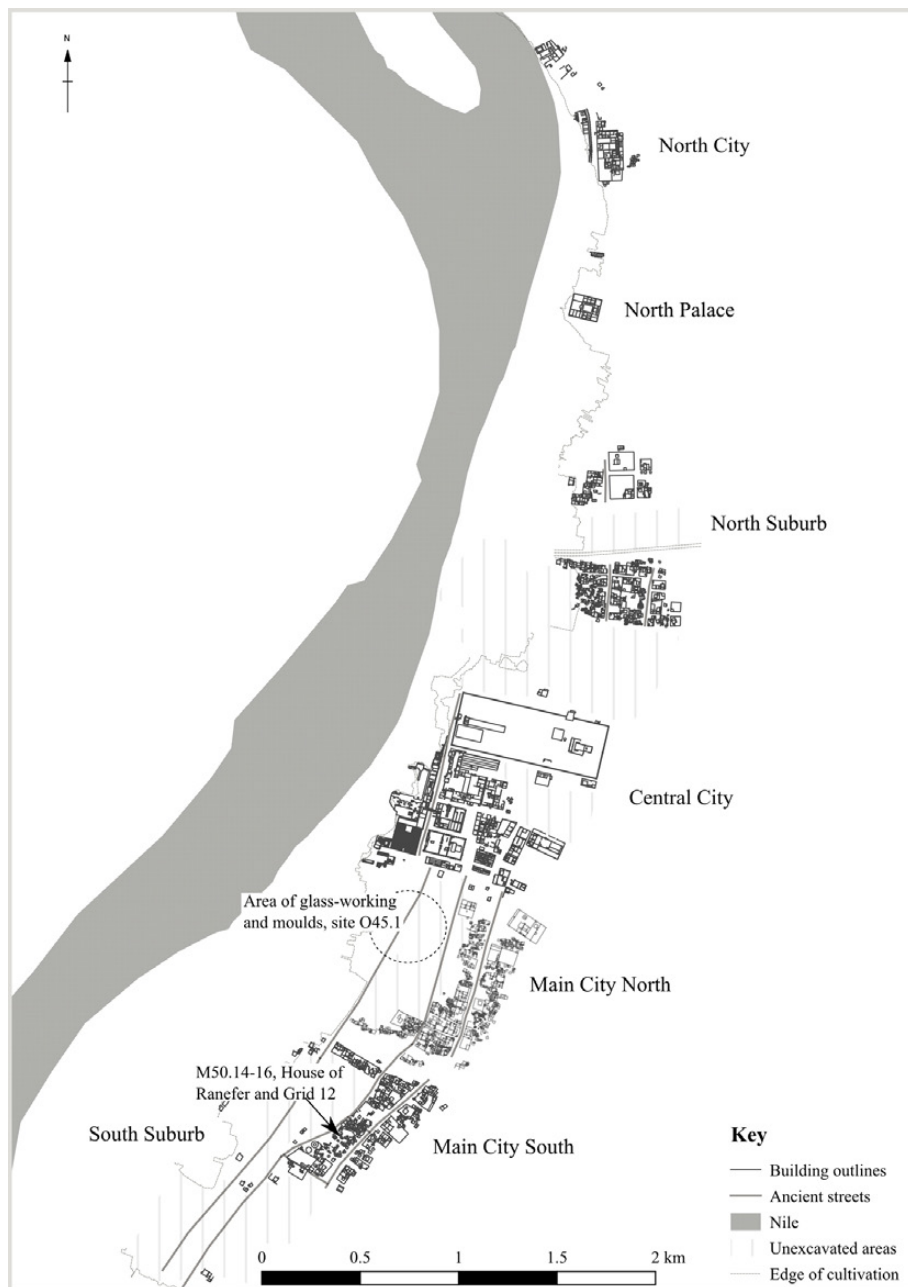 N
North City
North Palace
North Suburb
Central City
Area of glass-working
and moulds, site O45.1
Main City North
M50.14-16, House of
Ranefer and Grid 12
South Suburb
Main City South
Key
Building outlines
Ancient streets
Nile
Unexcavated areas
Edge of cultivation
0 0.5 1 2 km